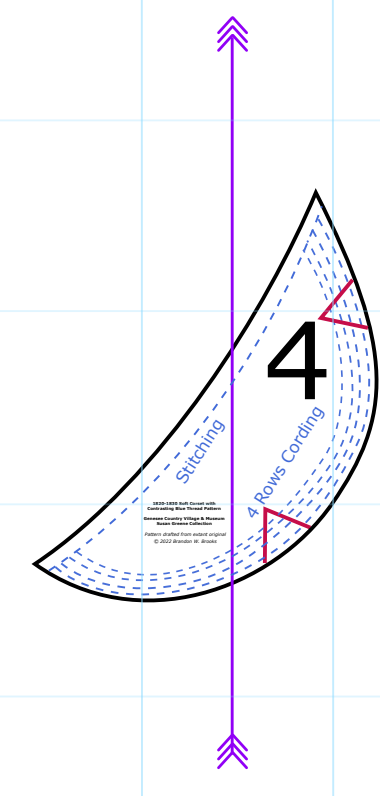 4
Stitching
4 Rows Cording
1820-1830 Soft Corset with
Contrasting Blue Thread Pattern
Genesee Country Village & Museum
Susan Greene Collection
Pattern drafted from extant original
© 2022 Brandon W. Brooks